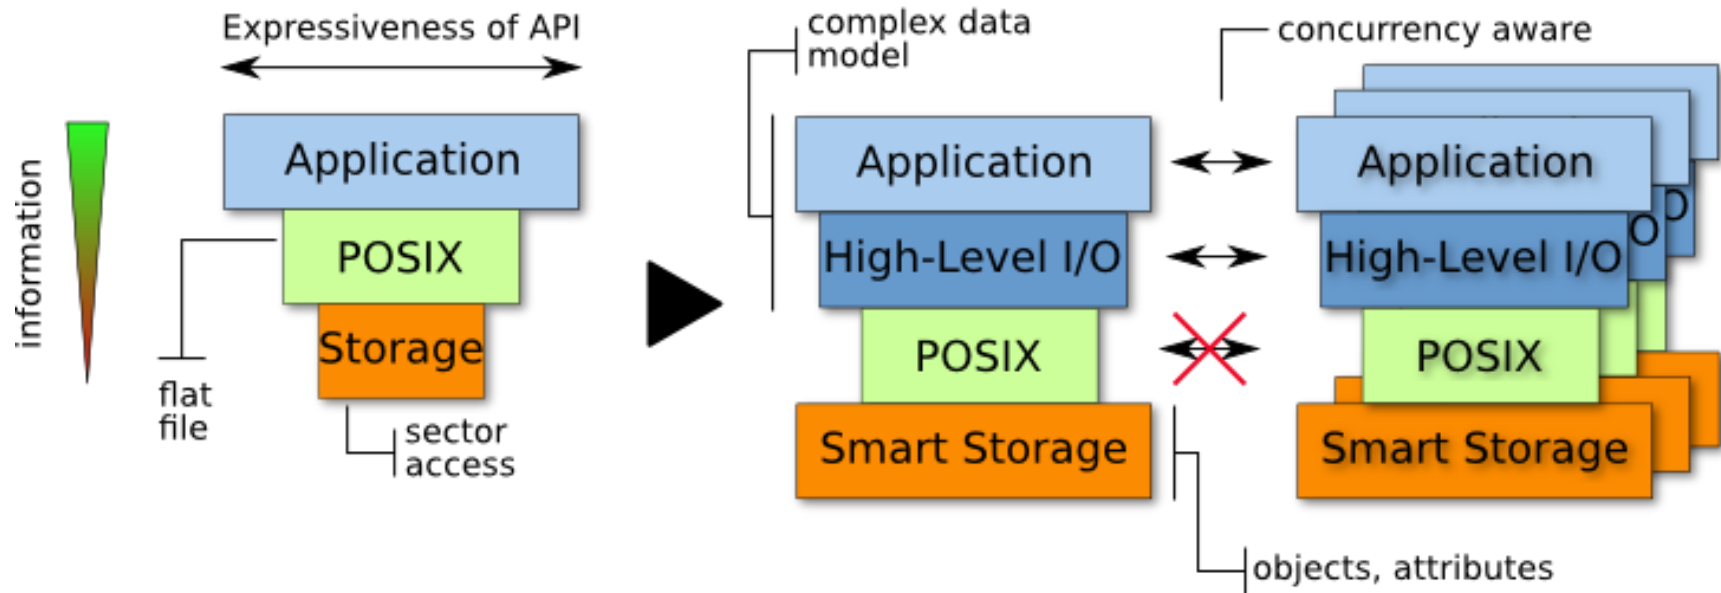 Expressiveness of API
information
Application
POSIX
Storage
flat
file
sector
access
complex data
model
concurrency aware
Application
High-Level I/O
POSIX
Smart Storage
Application
High-Level I/O
O
O
POSIX
Smart Storage
objects, attributes